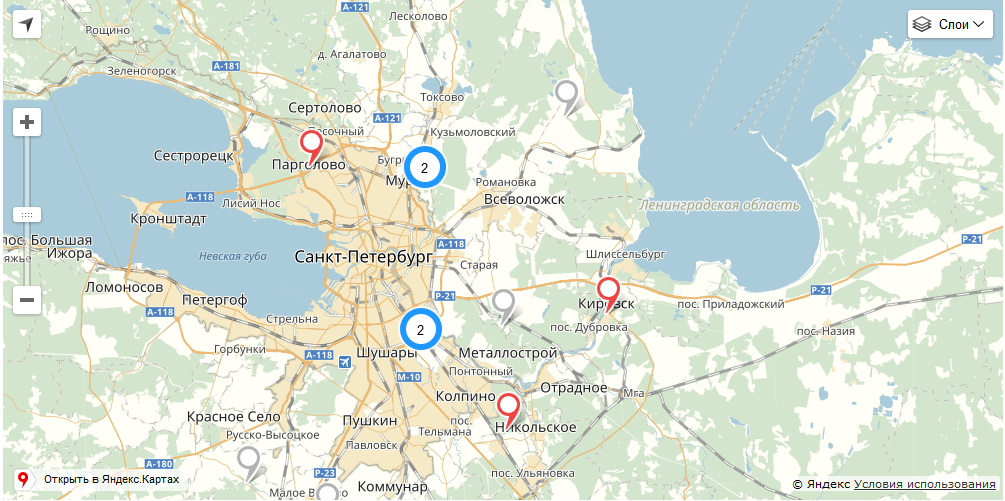 Лесколово
Слои
Рощино
д. Агалатово
А-181
Зеленогорск
Токсово
Сертолово
А-121
А-121
Песочный
Кузьмоловский
Сестрорецк
Парголово
2
Романовка
А-118
Лисий Нос
Всеволожск
Ленинградская область
Кронштадт
пос. Большая
Ижора
А-118
Р-21
Невская губа
Санкт-Петербург
Шлиссельбург
Старая
Ломоносов
Р-21
Р-21
Петергоф
Кировск
пос. Приладожский
Стрельна
2
пос. Дубровка
пос. Назия
Горбунки
А-118
Шушары
Металлострой
М-10
Понтонный
Отрадное
Мга
Колпино
Красное Село
Пушкин
пос.
Тельмана
Никольское
Русско-Высоцкое
Павловск
А-180
Р-23
пос. Ульяновка
Открыть в Яндекс.Картах
Коммунар
© Яндекс Условия использования